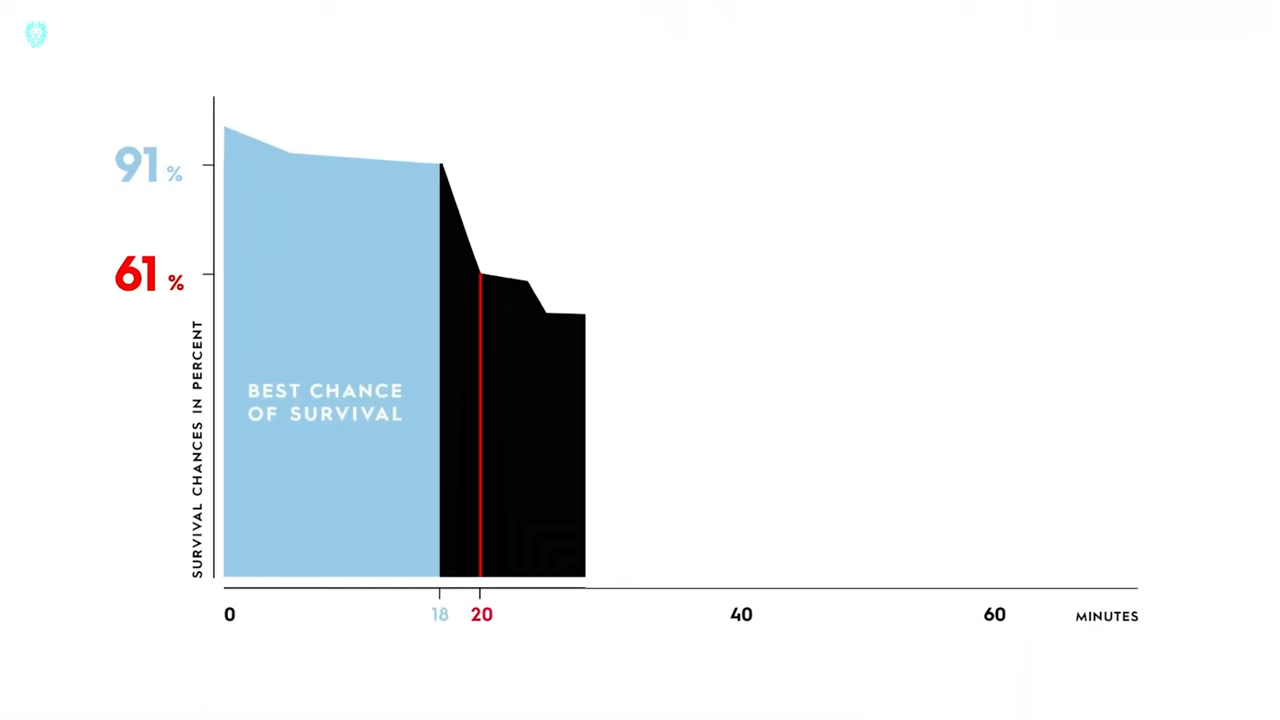 91 %
61 %
SURVIVAL CHANCES IN PERCENT
BEST CHANCE
OF SURVIVAL
0 18 20 40 60 MINUTES